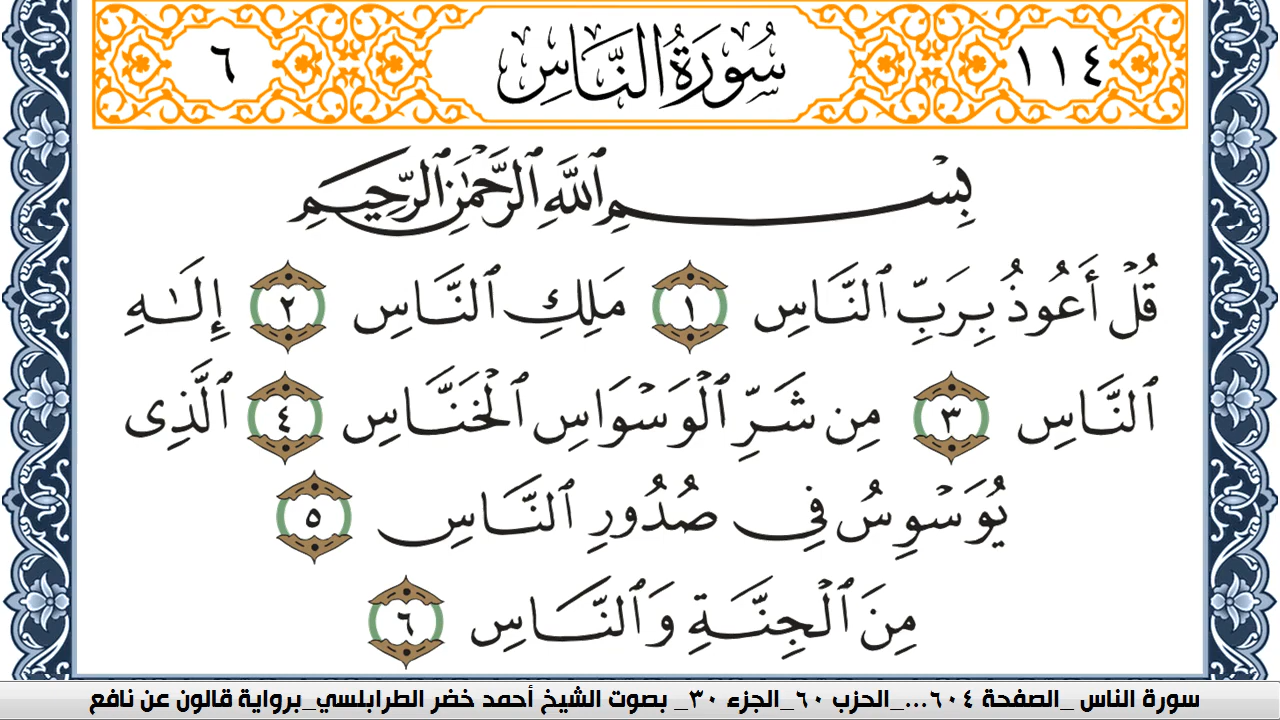 ١١٤ سُورَةُ النَّاسِ ٦
بِسْمِ ٱللَّهِ ٱلرَّحْمَٰنِ ٱلرَّحِيمِ
قُلْ أَعُوذُ بِرَبِّ ٱلنَّاسِ ١ مَلِكِ ٱلنَّاسِ ٢ إِلَٰهِ
ٱلنَّاسِ ٣ مِن شَرِّ ٱلْوَسْوَاسِ ٱلْخَنَّاسِ ٤ ٱلَّذِى
يُوَسْوِسُ فِى صُدُورِ ٱلنَّاسِ ٥
مِنَ ٱلْجِنَّةِ وَٱلنَّاسِ ٦
سورة الناس _الصفحة ٦٠٤..._الحزب ٦٠_الجزء ٣٠_ بصوت الشيخ أحمد خضر الطرابلسي_برواية قالون عن نافع